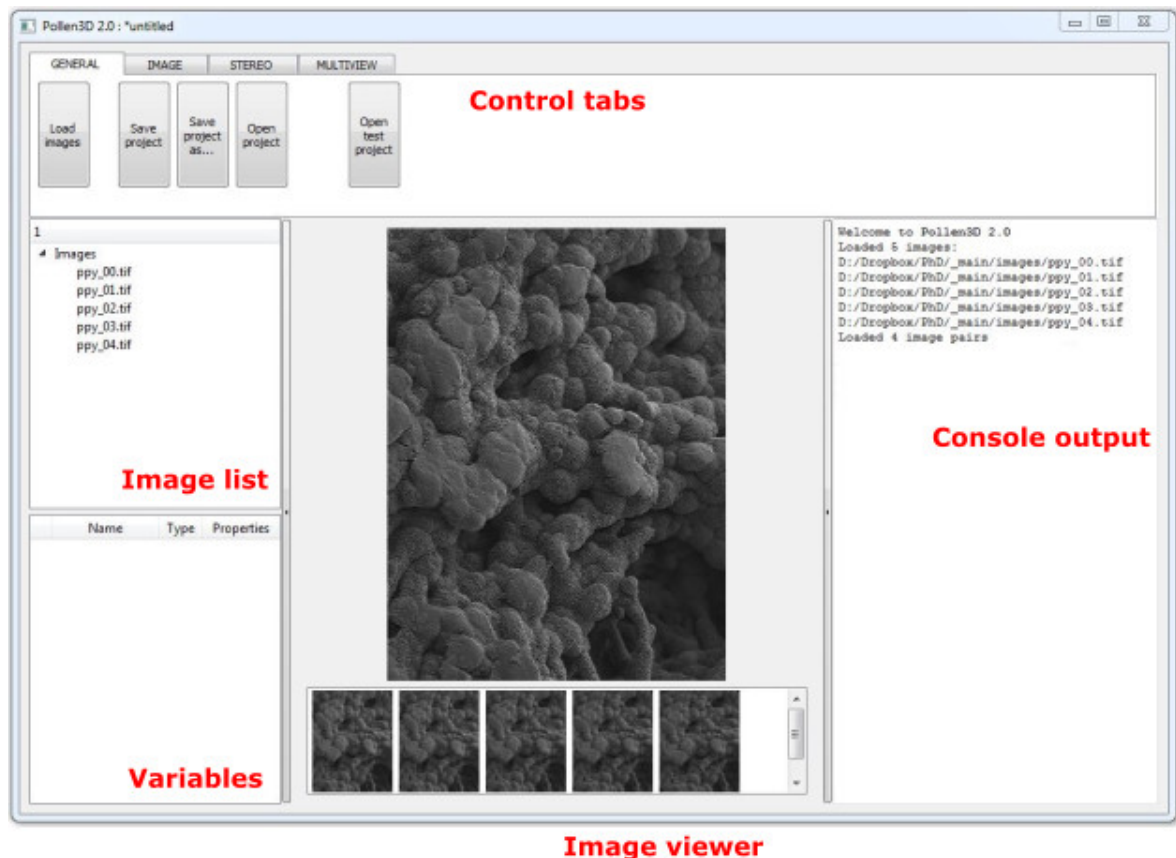 Pollen3D 2.0 : *untitled
GENERAL IMAGE STEREO MULTIVIEW
Load images
Save project
Save project as...
Open project
Open test project
Control tabs
1
Images
ppy_00.tif
ppy_01.tif
ppy_02.tif
ppy_03.tif
ppy_04.tif
Image list
Name Type Properties
Variables
Welcome to Pollen3D 2.0
Loaded 5 images:
D:/Dropbox/PhD/_main/images/ppy_00.tif
D:/Dropbox/PhD/_main/images/ppy_01.tif
D:/Dropbox/PhD/_main/images/ppy_02.tif
D:/Dropbox/PhD/_main/images/ppy_03.tif
D:/Dropbox/PhD/_main/images/ppy_04.tif
Loaded 4 image pairs
Console output
Image viewer